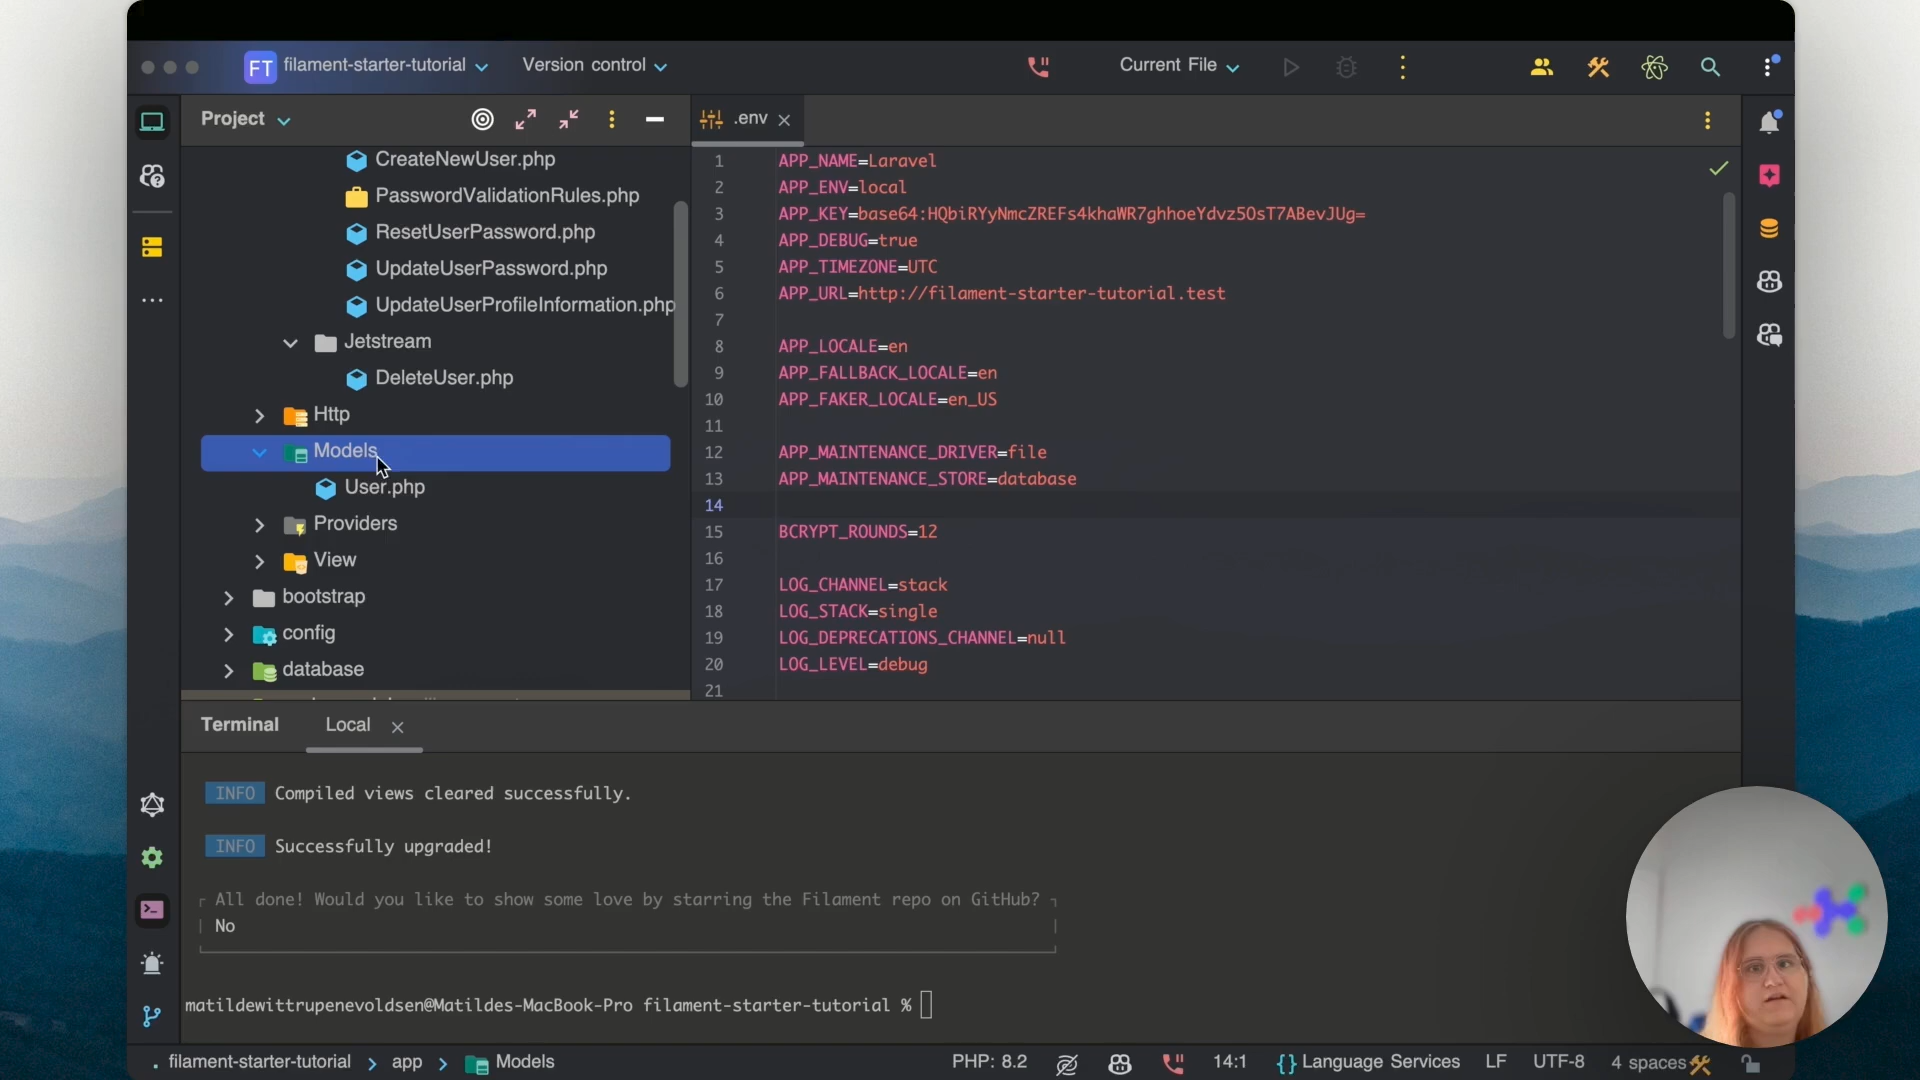 FT filament-starter-tutorial Version control Current File
Project
.env
CreateNewUser.php
PasswordValidationRules.php
ResetUserPassword.php
UpdateUserPassword.php
UpdateUserProfileInformation.php
Jetstream
DeleteUser.php
Http
Models
User.php
Providers
View
bootstrap
config
database
1 APP_NAME=Laravel
2 APP_ENV=local
3 APP_KEY=base64:HQbiRYyNmcZREFs4khaWR7ghhoeYdvz5OsT7ABevJUg=
4 APP_DEBUG=true
5 APP_TIMEZONE=UTC
6 APP_URL=http://filament-starter-tutorial.test
7
8 APP_LOCALE=en
9 APP_FALLBACK_LOCALE=en
10 APP_FAKER_LOCALE=en_US
11
12 APP_MAINTENANCE_DRIVER=file
13 APP_MAINTENANCE_STORE=database
14
15 BCRYPT_ROUNDS=12
16
17 LOG_CHANNEL=stack
18 LOG_STACK=single
19 LOG_DEPRECATIONS_CHANNEL=null
20 LOG_LEVEL=debug
21
Terminal Local
INFO Compiled views cleared successfully.
INFO Successfully upgraded!
All done! Would you like to show some love by starring the Filament repo on GitHub?
No
matildewittrupenevoldsen@Matildes-MacBook-Pro filament-starter-tutorial %
filament-starter-tutorial app Models PHP: 8.2 14:1 {} Language Services LF UTF-8 4 spaces